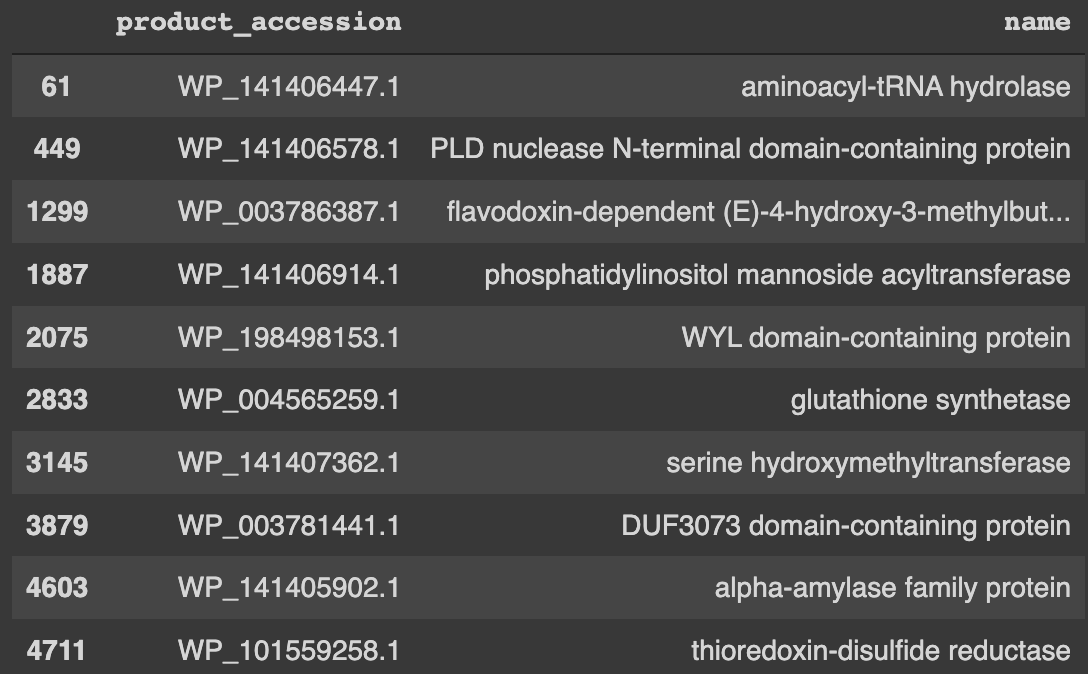 product_accession name
61 WP_141406447.1 aminoacyl-tRNA hydrolase
449 WP_141406578.1 PLD nuclease N-terminal domain-containing protein
1299 WP_003786387.1 flavodoxin-dependent (E)-4-hydroxy-3-methylbut...
1887 WP_141406914.1 phosphatidylinositol mannoside acyltransferase
2075 WP_198498153.1 WYL domain-containing protein
2833 WP_004565259.1 glutathione synthetase
3145 WP_141407362.1 serine hydroxymethyltransferase
3879 WP_003781441.1 DUF3073 domain-containing protein
4603 WP_141405902.1 alpha-amylase family protein
4711 WP_101559258.1 thioredoxin-disulfide reductase